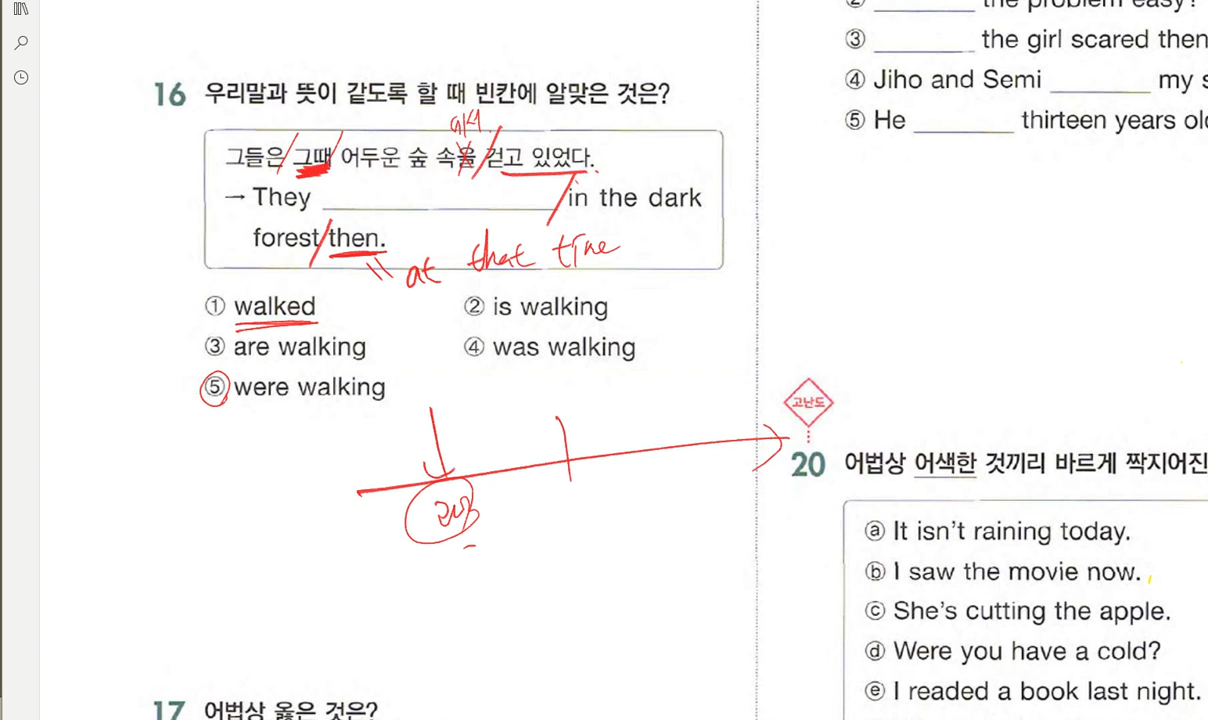 16 우리말과 뜻이 같도록 할 때 빈칸에 알맞은 것은?
에서
그들은 그때 어두운 숲 속을 걷고 있었다.
→ They ____________ in the dark
forest then.
at that time
① walked ② is walking
③ are walking ④ was walking
⑤ were walking
17 어법상 옳은 것은?
② ________ the problem easy?
③ ________ the girl scared then
④ Jiho and Semi ________ my s
⑤ He ________ thirteen years old
고난도
20 어법상 어색한 것끼리 바르게 짝지어진
ⓐ It isn't raining today.
ⓑ I saw the movie now.
ⓒ She's cutting the apple.
ⓓ Were you have a cold?
ⓔ I readed a book last night.